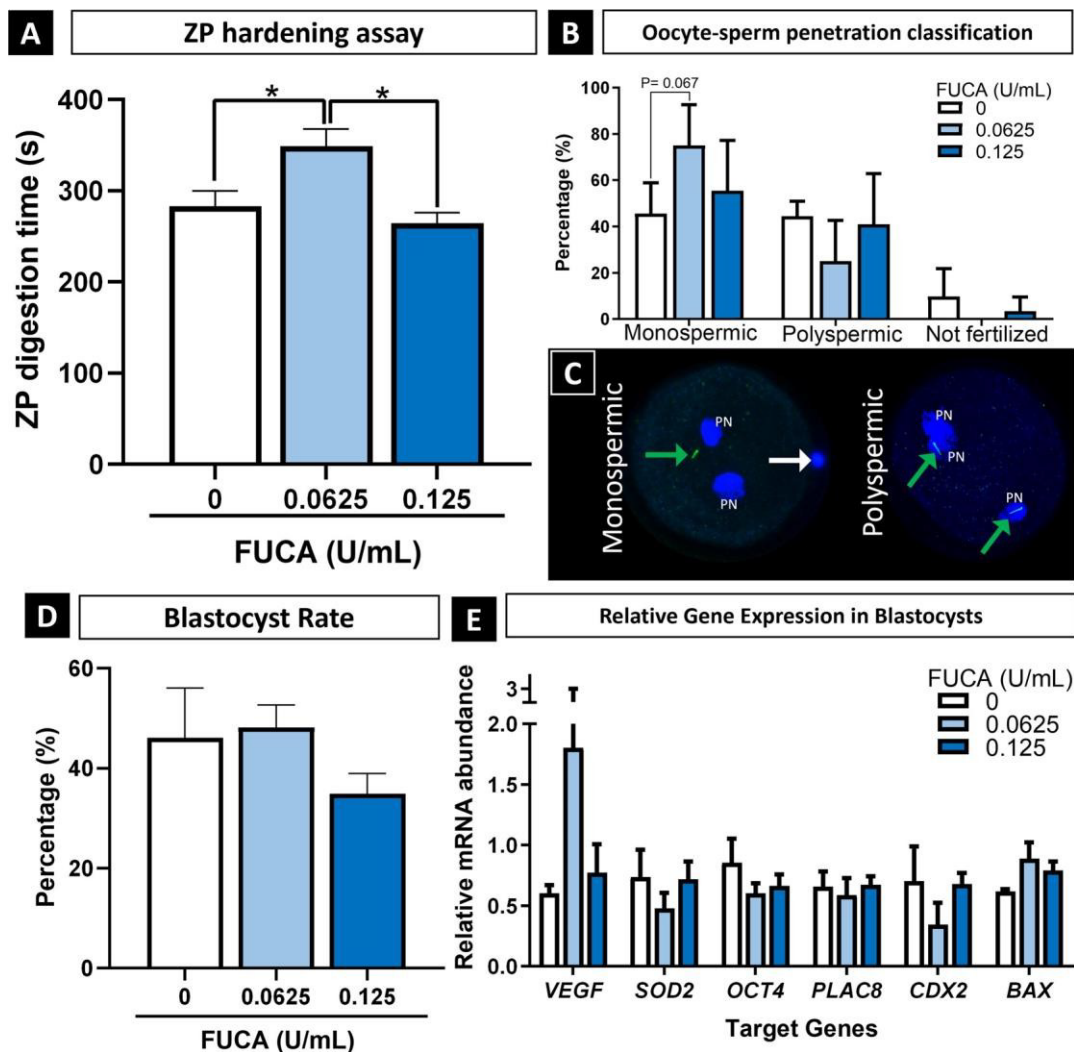 A
ZP hardening assay
ZP digestion time (s)
400
300
200
100
0
*
*
0 0.0625 0.125
FUCA (U/mL)
B
Oocyte-sperm penetration classification
Percentage (%)
100
80
60
40
20
0
P= 0.067
FUCA (U/mL)
0
0.0625
0.125
Monospermic Polyspermic Not fertilized
C
Monospermic
PN
PN
Polyspermic
PN
PN
PN
D
Blastocyst Rate
Percentage (%)
60
40
20
0
0 0.0625 0.125
FUCA (U/mL)
E
Relative Gene Expression in Blastocysts
Relative mRNA abundance
3
2.0
1.5
1.0
0.5
0.0
FUCA (U/mL)
0
0.0625
0.125
VEGF SOD2 OCT4 PLAC8 CDX2 BAX
Target Genes